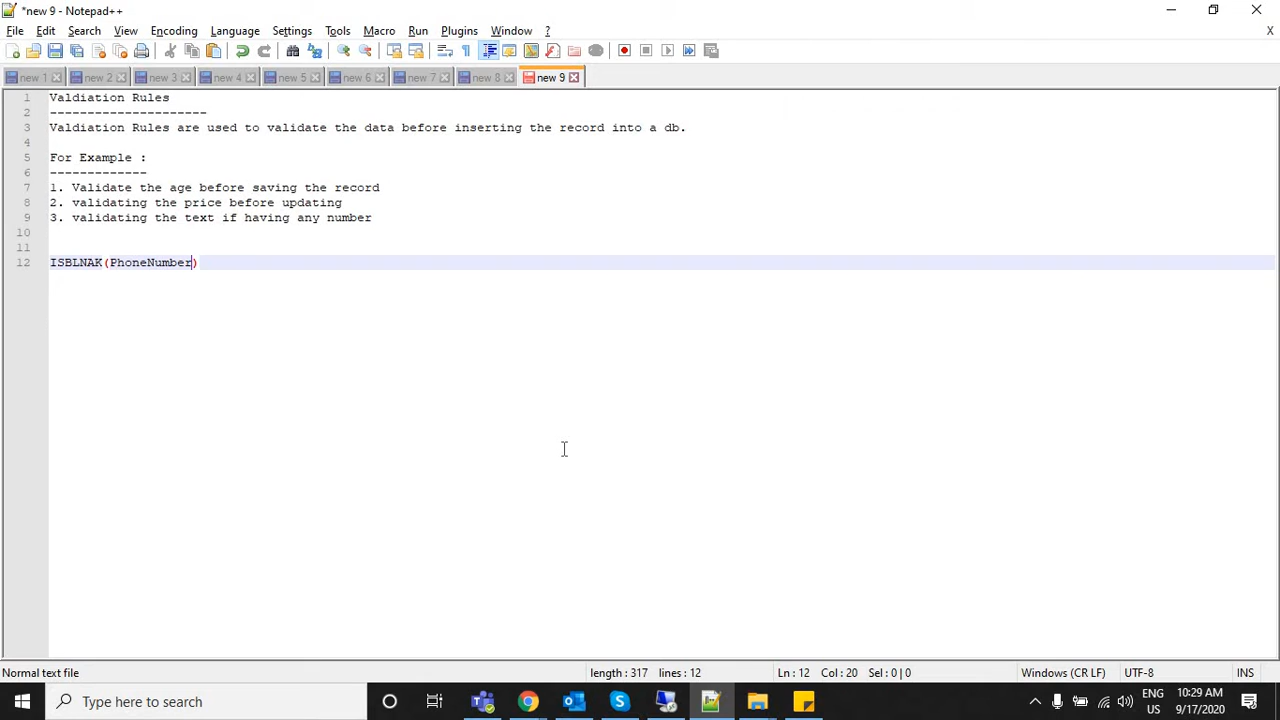 *new 9 - Notepad++
File Edit Search View Encoding Language Settings Tools Macro Run Plugins Window ?
X
new 1 new 2 new 3 new 4 new 5 new 6 new 7 new 8 new 9
1 Valdiation Rules
2 ---------------------
3 Valdiation Rules are used to validate the data before inserting the record into a db.
4
5 For Example :
6 -------------
7 1. Validate the age before saving the record
8 2. validating the price before updating
9 3. validating the text if having any number
10
11
12 ISBLNAK(PhoneNumber)
Normal text file length : 317 lines : 12 Ln : 12 Col : 20 Sel : 0 | 0 Windows (CR LF) UTF-8 INS
Type here to search
ENG 10:29 AM
US 9/17/2020